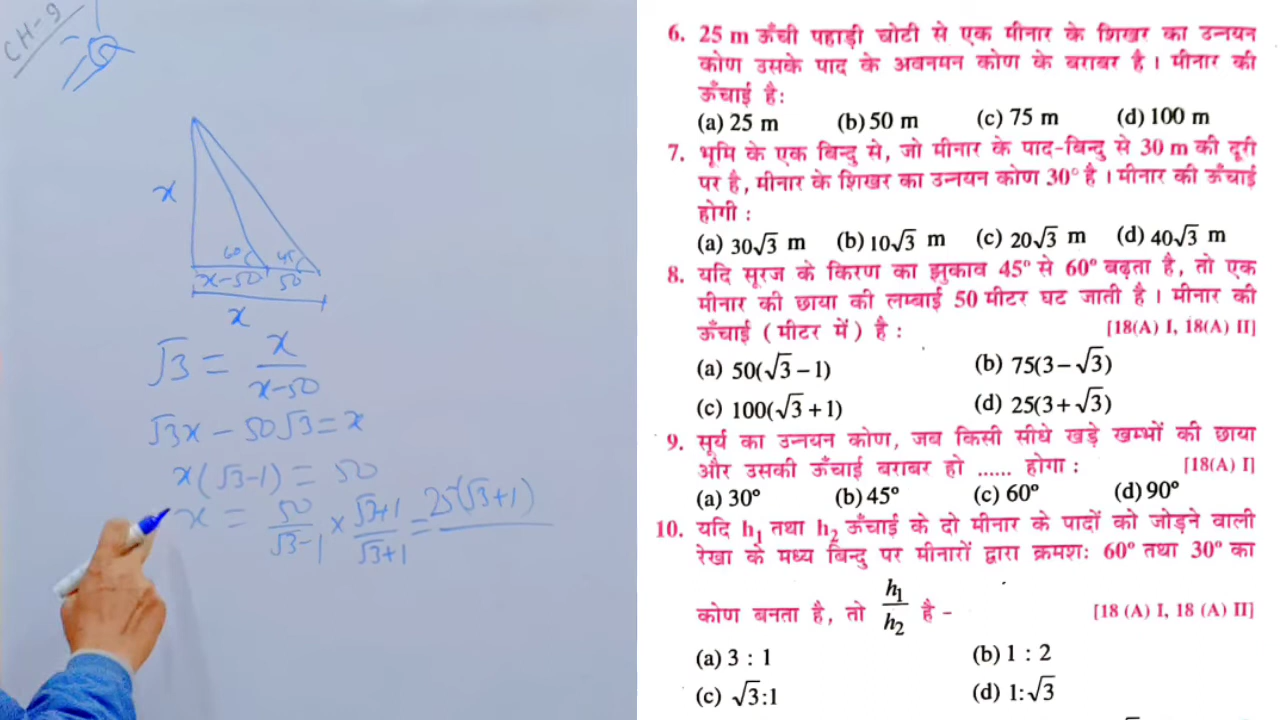 CH-9
x
60
45
x-50
50
x
√3 = x/(x-50)
√3x - 50√3 = x
x(√3-1) = 50
x = 50/(√3-1) × (√3+1)/(√3+1) = 25(√3+1)
6. 25 m ऊँची पहाड़ी चोटी से एक मीनार के शिखर का उन्नयन
कोण उसके पाद के अवनमन कोण के बराबर है। मीनार की
ऊँचाई है:
(a) 25 m (b) 50 m (c) 75 m (d) 100 m
7. भूमि के एक बिन्दु से, जो मीनार के पाद-बिन्दु से 30 m की दूरी
पर है, मीनार के शिखर का उन्नयन कोण 30° है। मीनार की ऊँचाई
होगी :
(a) 30√3 m (b) 10√3 m (c) 20√3 m (d) 40√3 m
8. यदि सूरज के किरण का झुकाव 45° से 60° बढ़ता है, तो एक
मीनार की छाया की लम्बाई 50 मीटर घट जाती है। मीनार की
ऊँचाई (मीटर में) है : [18(A) I, 18(A) II]
(a) 50(√3 – 1) (b) 75(3 – √3)
(c) 100(√3 + 1) (d) 25(3 + √3)
9. सूर्य का उन्नयन कोण, जब किसी सीधे खड़े खम्भों की छाया
और उसकी ऊँचाई बराबर हो ...... होगा : [18(A) I]
(a) 30° (b) 45° (c) 60° (d) 90°
10. यदि h₁ तथा h₂ ऊँचाई के दो मीनार के पादों को जोड़ने वाली
रेखा के मध्य बिन्दु पर मीनारों द्वारा क्रमश: 60° तथा 30° का
कोण बनता है, तो h₁/h₂ है – [18 (A) I, 18 (A) II]
(a) 3 : 1 (b) 1 : 2
(c) √3:1 (d) 1:√3